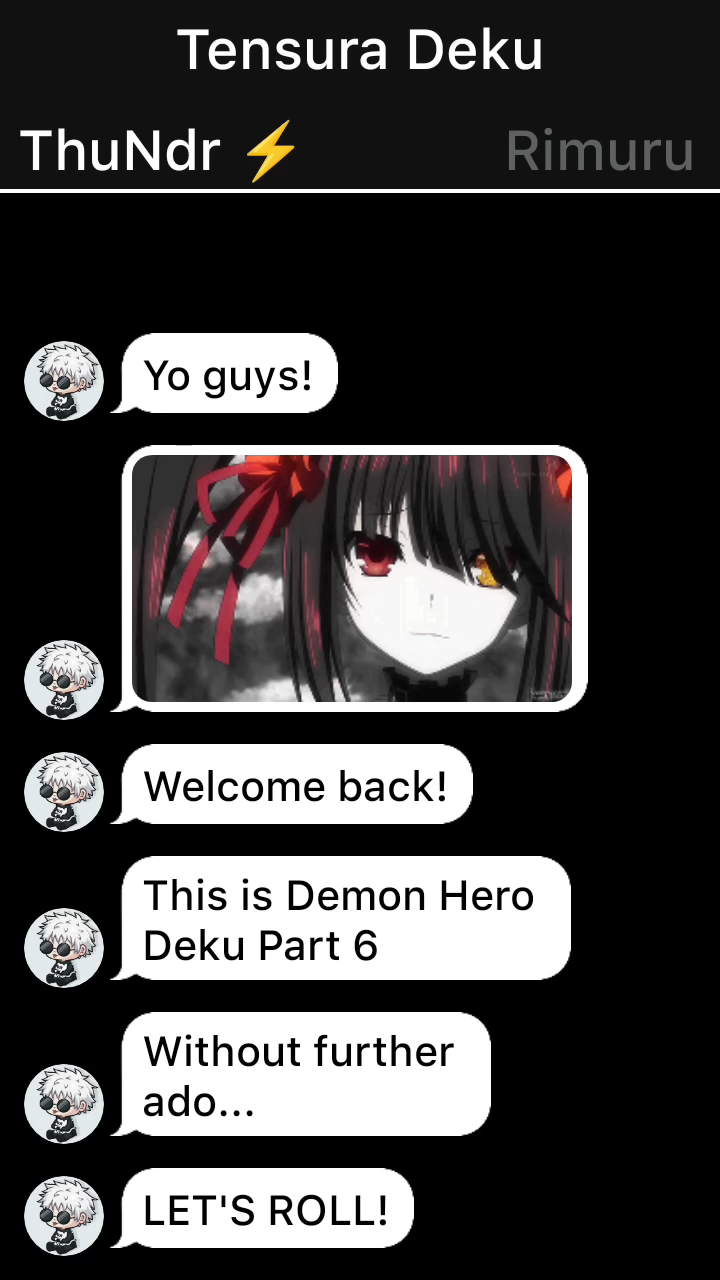 Tensura Deku
ThuNdr ⚡ Rimuru
Yo guys!
Welcome back!
This is Demon Hero
Deku Part 6
Without further
ado...
LET'S ROLL!